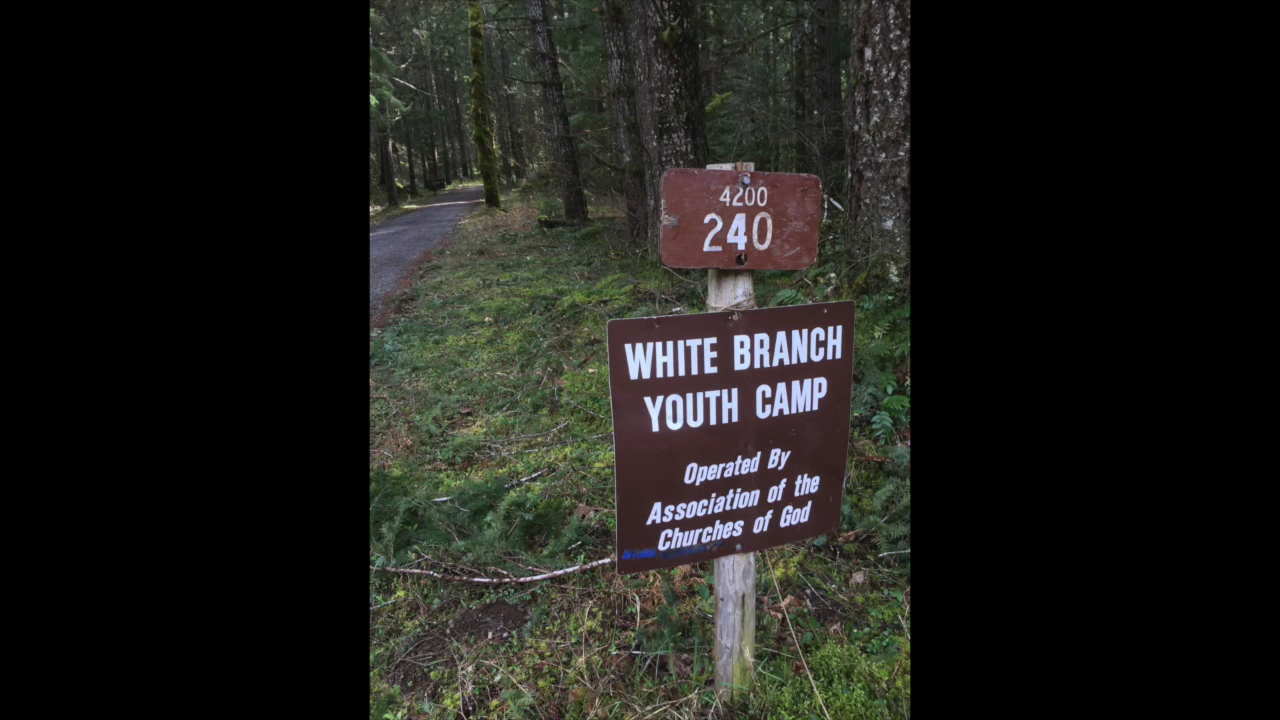 4200
240
WHITE BRANCH
YOUTH CAMP
Operated By
Association of the
Churches of God